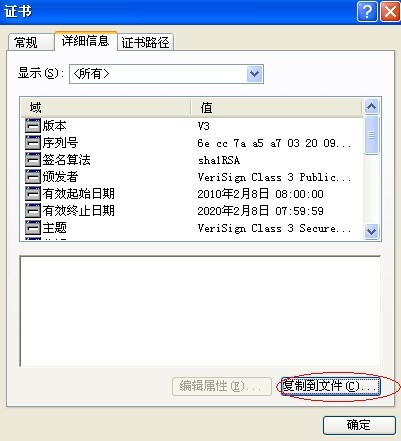 证书
常规 详细信息 证书路径
显示(S): <所有>
域 值
版本 V3
序列号 6e cc 7a a5 a7 03 20 09...
签名算法 sha1RSA
颁发者 VeriSign Class 3 Public...
有效起始日期 2010年2月8日 08:00:00
有效终止日期 2020年2月8日 07:59:59
主题 VeriSign Class 3 Secure...
编辑属性(E)... 复制到文件(C)...
确定